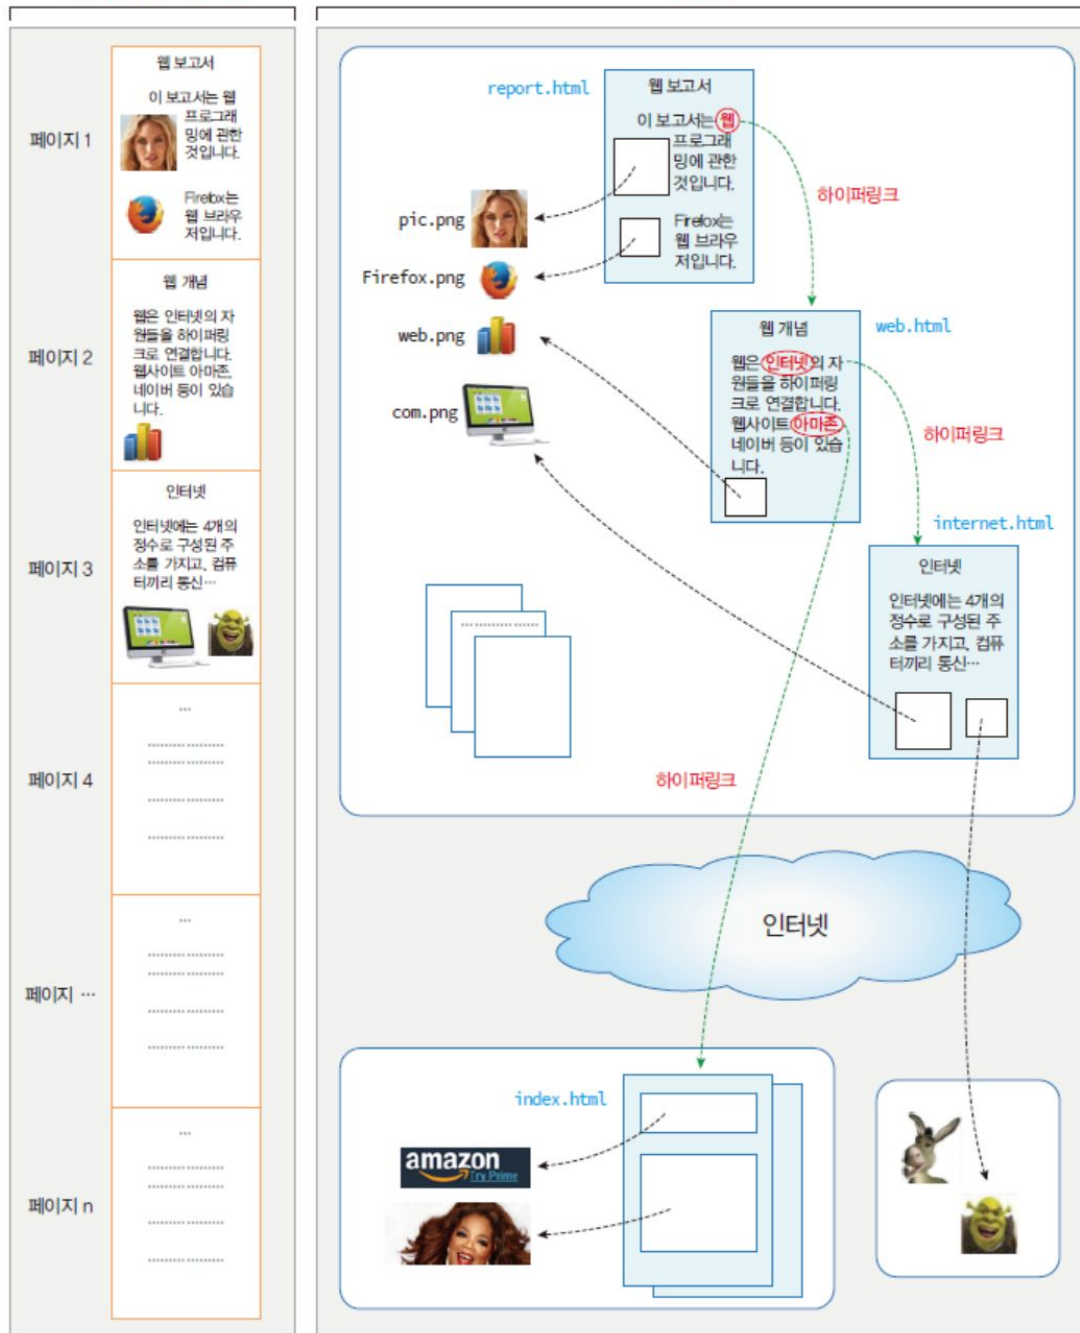 페이지 1
웹 보고서
이 보고서는 웹
프로그래
밍에 관한
것입니다.
Firefox는
웹 브라우
저입니다.
페이지 2
웹 개념
웹은 인터넷의 자
원들을 하이퍼링
크로 연결합니다.
웹사이트 아마존,
네이버 등이 있습
니다.
페이지 3
인터넷
인터넷에는 4개의
정수로 구성된 주
소를 가지고, 컴퓨
터끼리 통신…
페이지 4
...
.................
.................
.................
.................
페이지 …
...
.................
.................
.................
.................
페이지 n
...
.................
.................
.................
.................
report.html
웹 보고서
이 보고서는 웹
프로그래
밍에 관한
것입니다.
Firefox는
웹 브라우
저입니다.
하이퍼링크
pic.png
Firefox.png
web.png
com.png
web.html
웹 개념
웹은 인터넷의 자
원들을 하이퍼링
크로 연결합니다.
웹사이트 아마존,
네이버 등이 있습
니다.
하이퍼링크
internet.html
인터넷
인터넷에는 4개의
정수로 구성된 주
소를 가지고, 컴퓨
터끼리 통신…
... ......... ......
하이퍼링크
인터넷
index.html
amazon
Try Prime